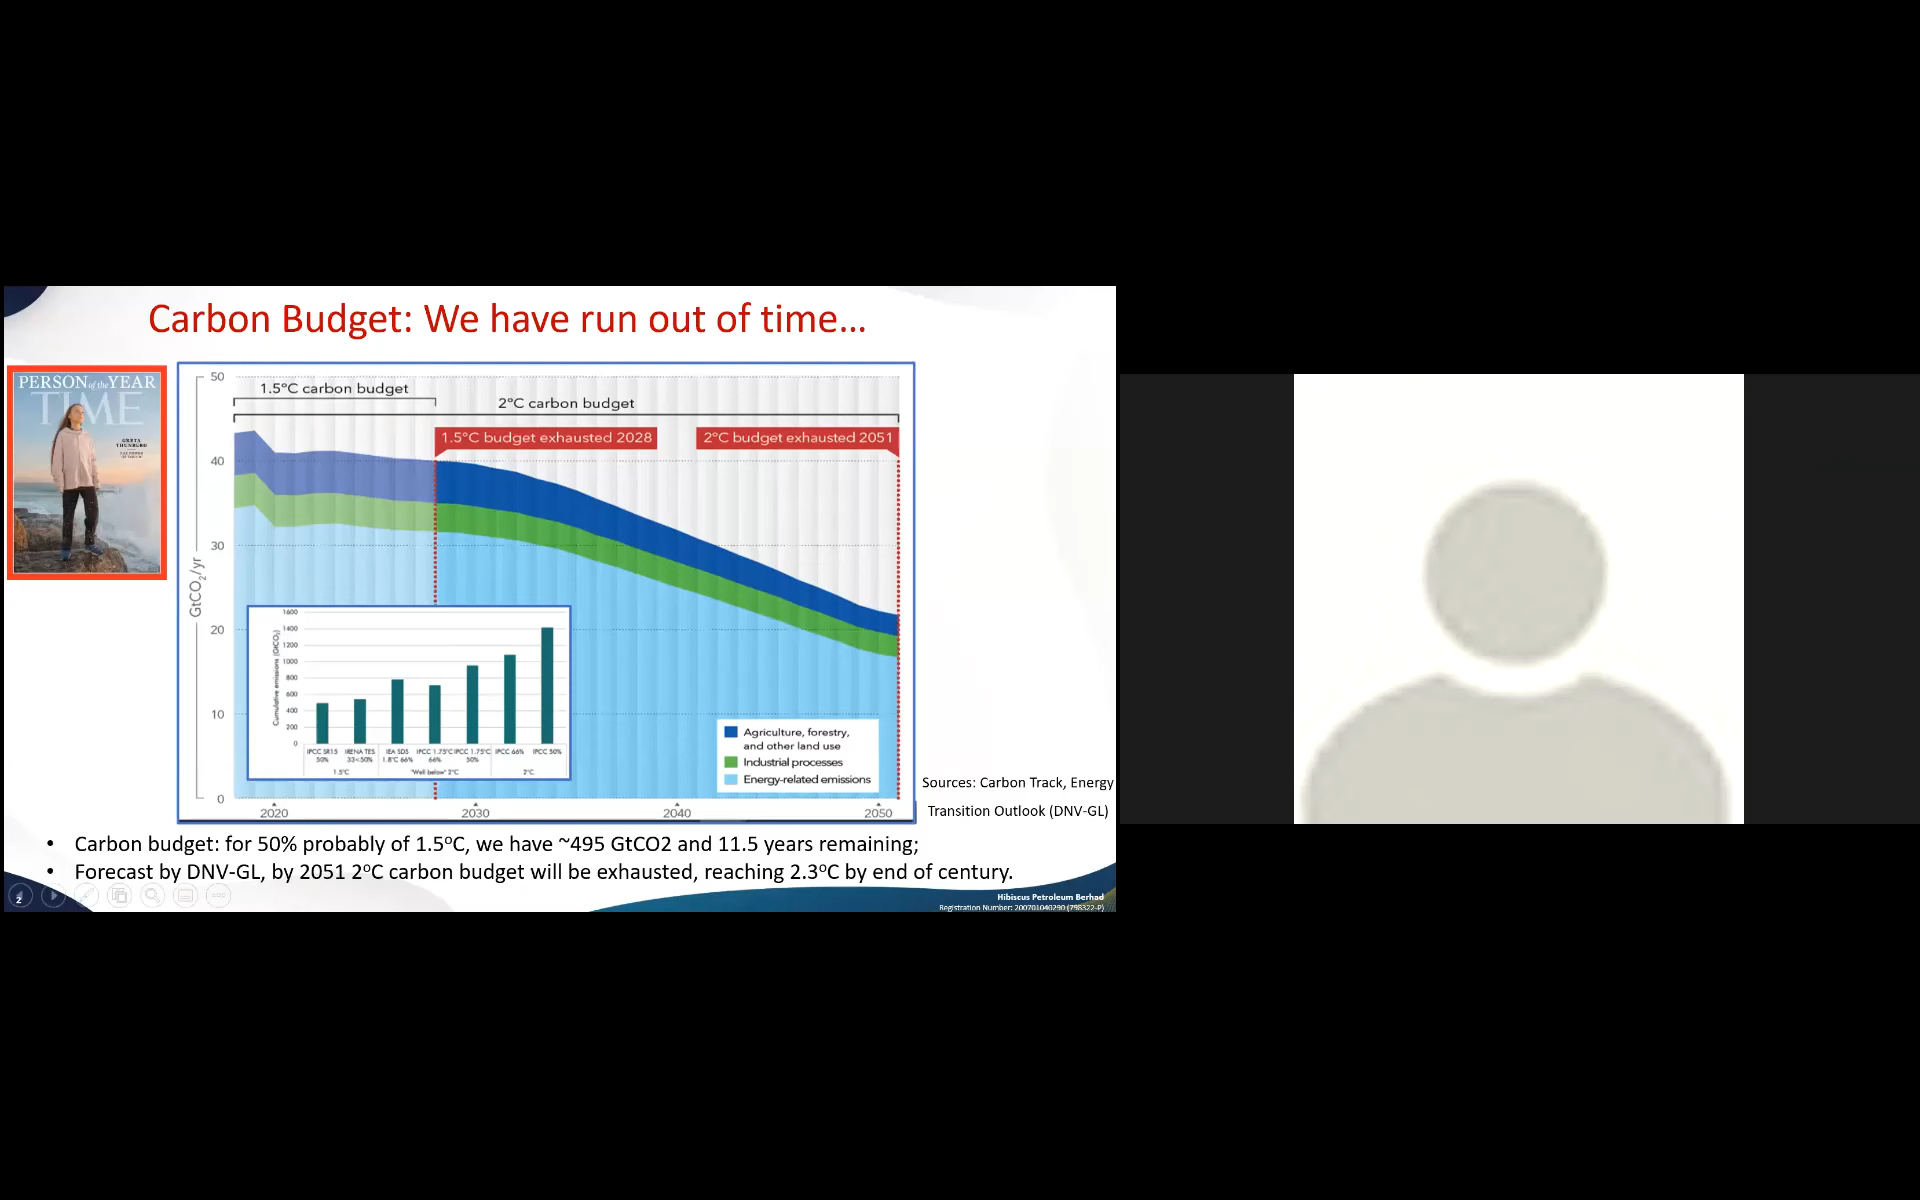 Carbon Budget: We have run out of time...
PERSON of the YEAR
TIME
GRETA
THUNBERG
50
40
30
20
10
0
GtCO2/yr
1.5°C carbon budget
2°C carbon budget
1.5°C budget exhausted 2028
2°C budget exhausted 2051
1600
1400
1200
1000
800
600
400
200
0
Cumulative emissions (GtCO2)
IPCC SR15 50%
IRENA TES 33<50%
IEA SDS 1.8°C 66%
IPCC 1.75°C 66%
IPCC 1.75°C 50%
IPCC 66%
IPCC 50%
1.5°C
"Well below" 2°C
2°C
Agriculture, forestry,
and other land use
Industrial processes
Energy-related emissions
2020
2030
2040
2050
Sources: Carbon Track, Energy
Transition Outlook (DNV-GL)
• Carbon budget: for 50% probably of 1.5°C, we have ~495 GtCO2 and 11.5 years remaining;
• Forecast by DNV-GL, by 2051 2°C carbon budget will be exhausted, reaching 2.3°C by end of century.
2
Hibiscus Petroleum Berhad
Registration Number: 200701040290 (798322-P)